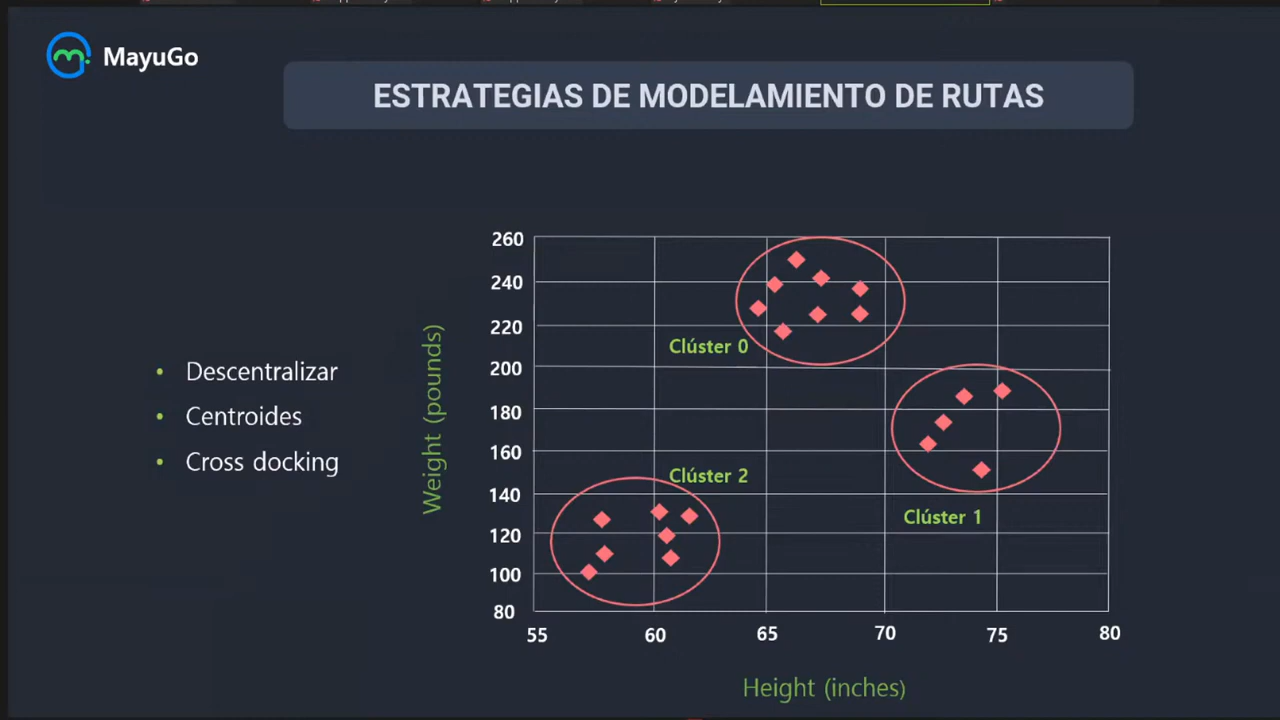 MayuGo
ESTRATEGIAS DE MODELAMIENTO DE RUTAS
• Descentralizar
• Centroides
• Cross docking
Weight (pounds)
260
240
220
200
180
160
140
120
100
80
Clúster 0
Clúster 2
Clúster 1
55 60 65 70 75 80
Height (inches)